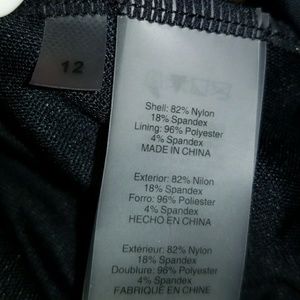 12
Shell: 82% Nylon
18% Spandex
Lining: 96% Polyester
4% Spandex
MADE IN CHINA
Exterior: 82% Nilon
18% Spandex
Forro: 96% Poliester
4% Spandex
HECHO EN CHINA
Extérieur: 82% Nylon
18% Spandex
Doublure: 96% Polyester
4% Spandex
FABRIQUÉ EN CHINE